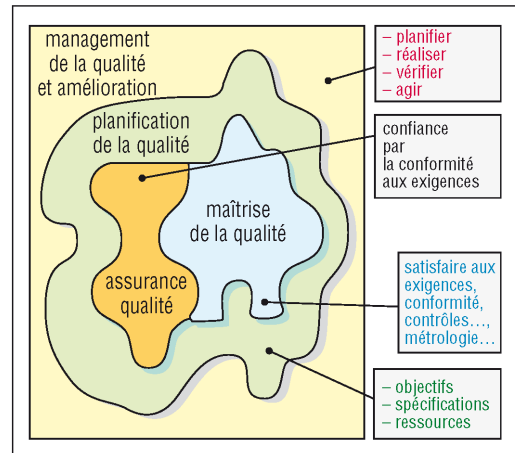 management
de la qualité
et amélioration
planification
de la qualité
maîtrise
de la qualité
assurance
qualité
– planifier
– réaliser
– vérifier
– agir
confiance
par
la conformité
aux exigences
satisfaire aux
exigences,
conformité,
contrôles…,
métrologie…
– objectifs
– spécifications
– ressources